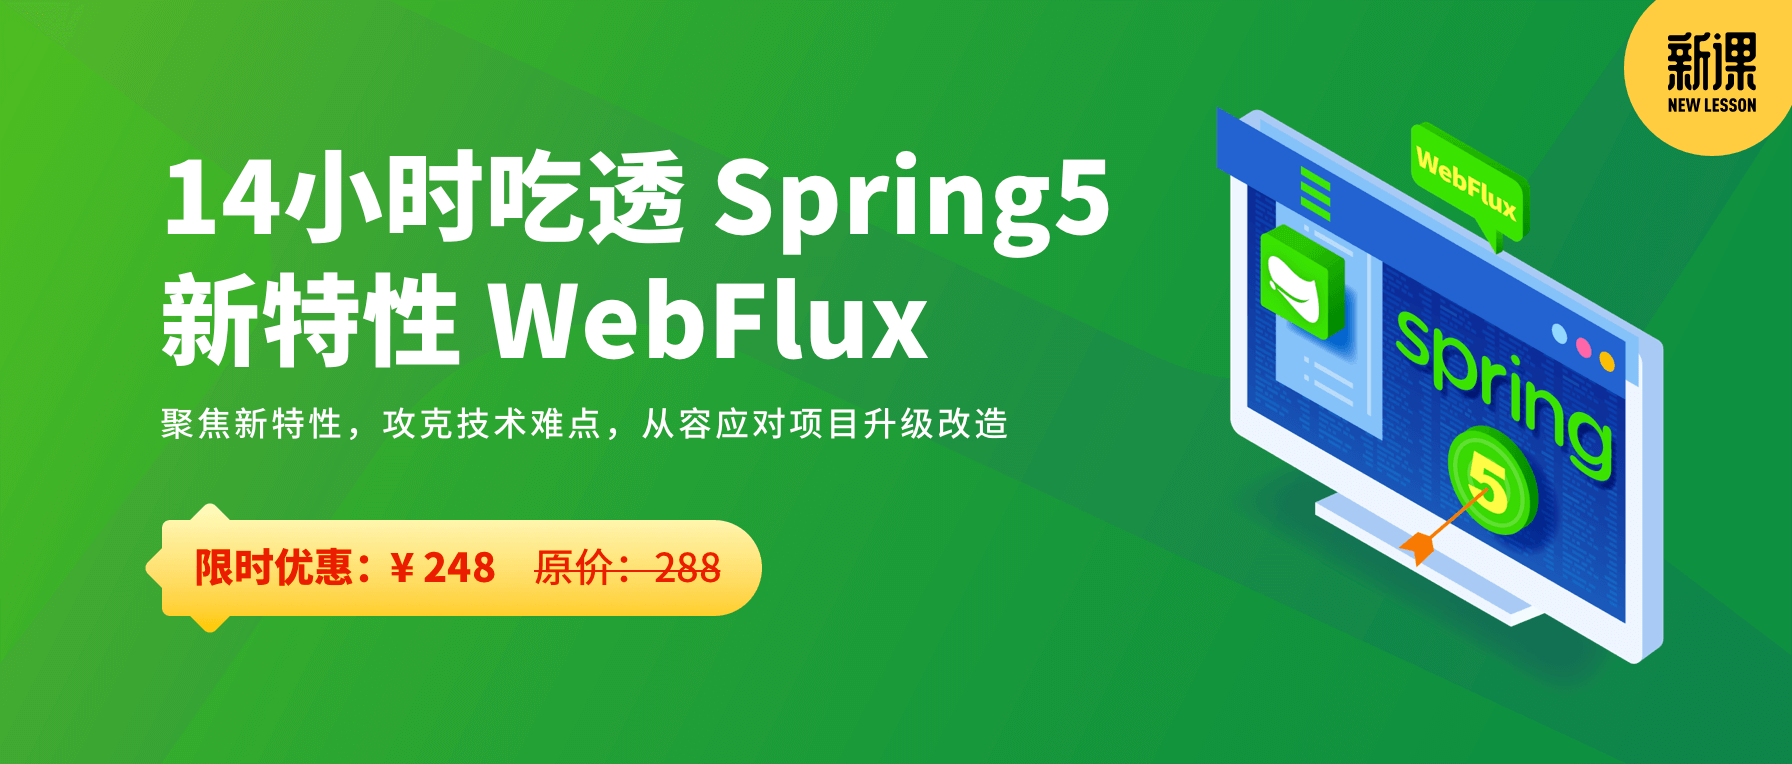 新课
NEW LESSON
14小时吃透 Spring5
新特性 WebFlux
聚焦新特性，攻克技术难点，从容应对项目升级改造
限时优惠：¥ 248 原价：288
WebFlux
spring
5